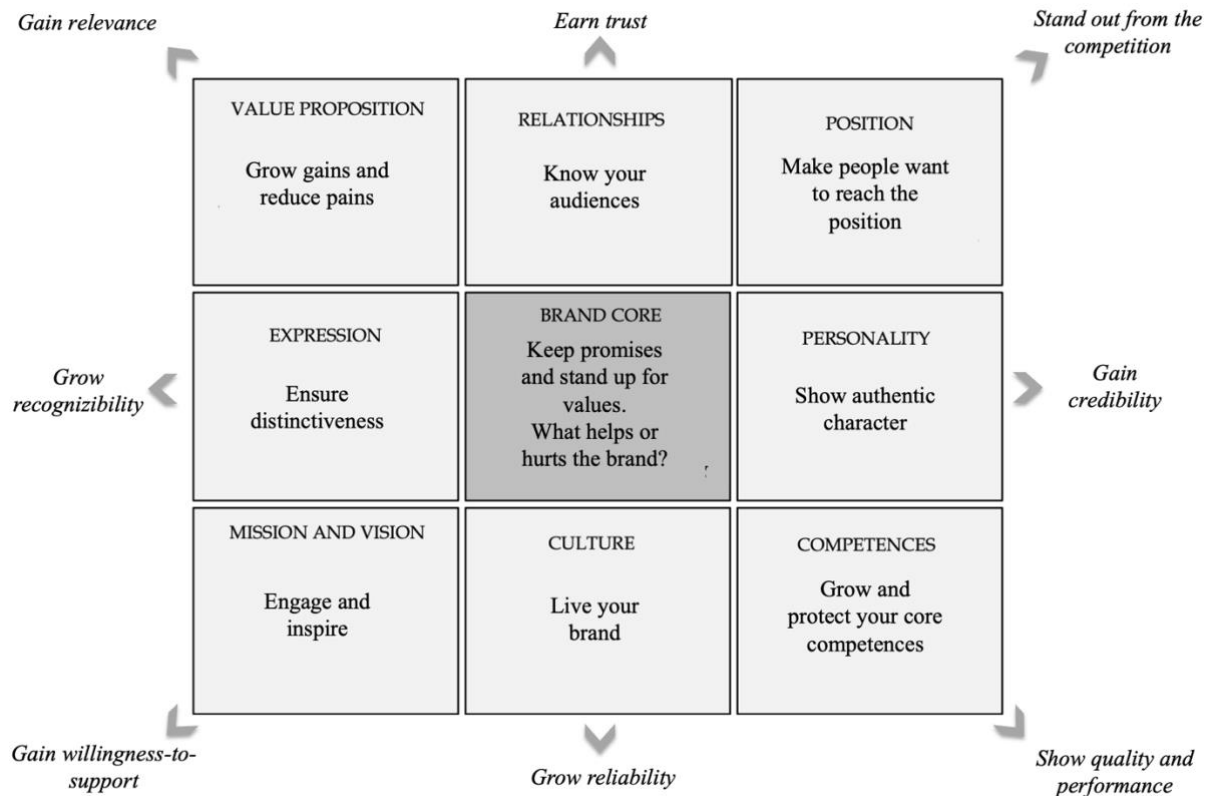 Gain relevance
Earn trust
Stand out from the
competition
VALUE PROPOSITION
Grow gains and
reduce pains
RELATIONSHIPS
Know your
audiences
POSITION
Make people want
to reach the
position
Grow
recognizibility
EXPRESSION
Ensure
distinctiveness
BRAND CORE
Keep promises
and stand up for
values.
What helps or
hurts the brand?
PERSONALITY
Show authentic
character
Gain
credibility
MISSION AND VISION
Engage and
inspire
CULTURE
Live your
brand
COMPETENCES
Grow and
protect your core
competences
Gain willingness-to-
support
Grow reliability
Show quality and
performance